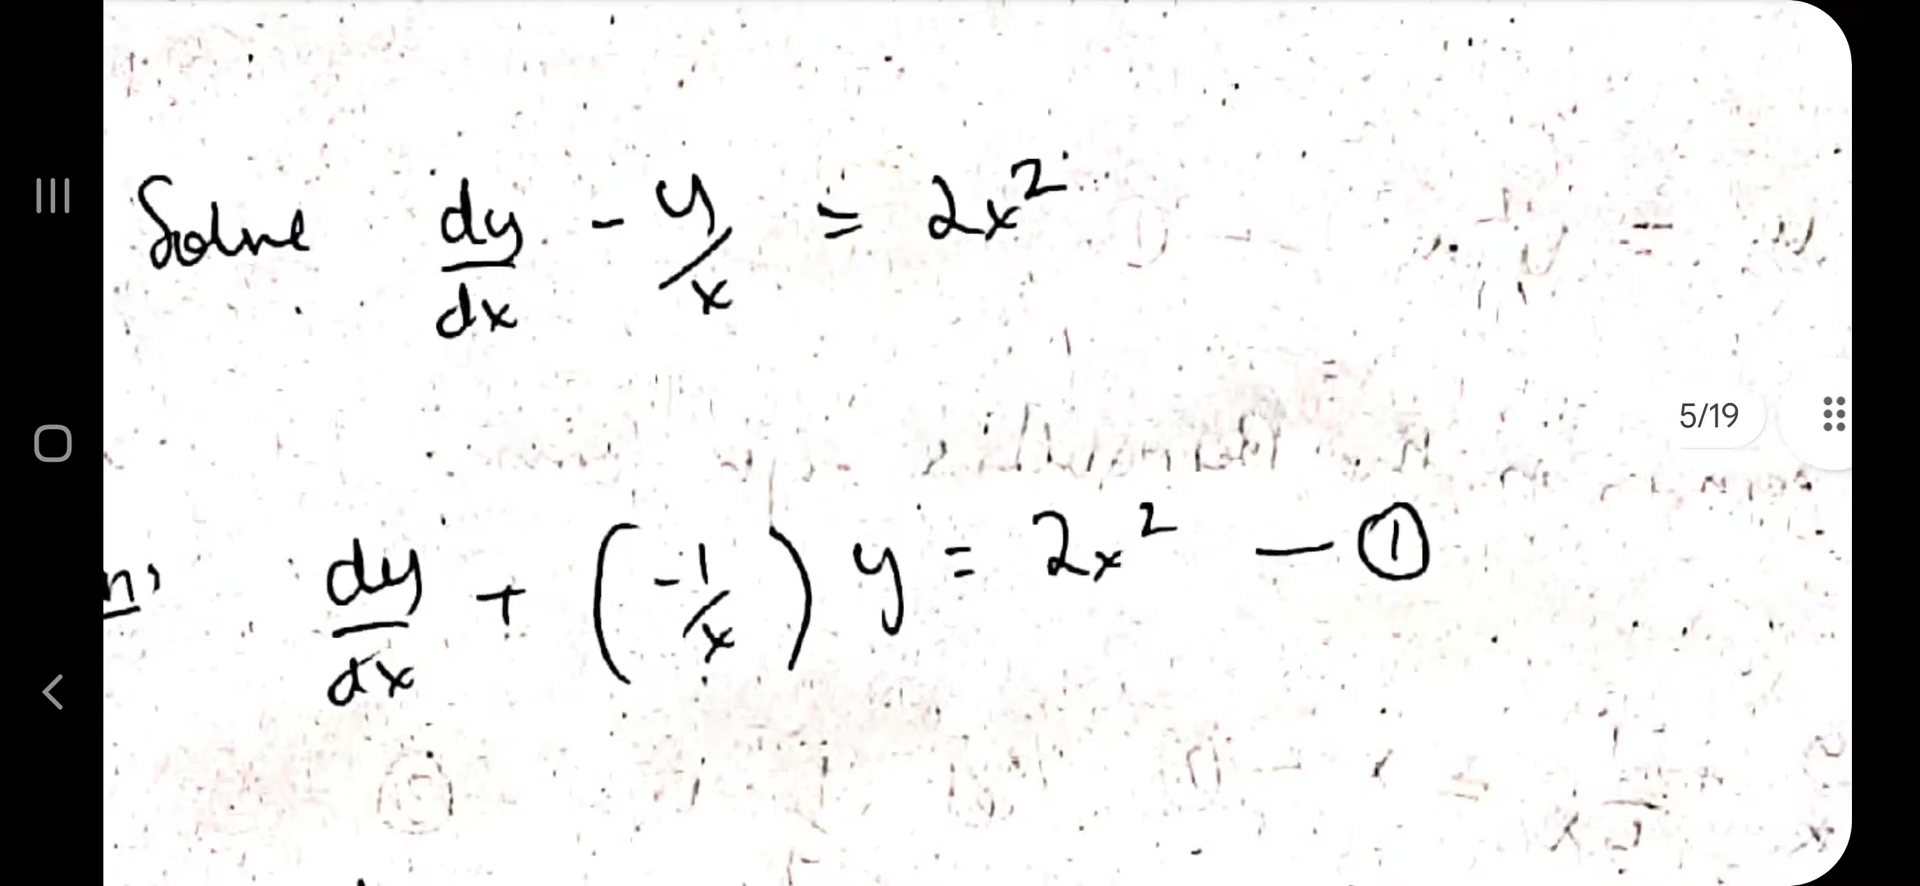 Solve dy/dx - y/x = 2x²
5/19
n: dy/dx + (-1/x) y = 2x² — ①